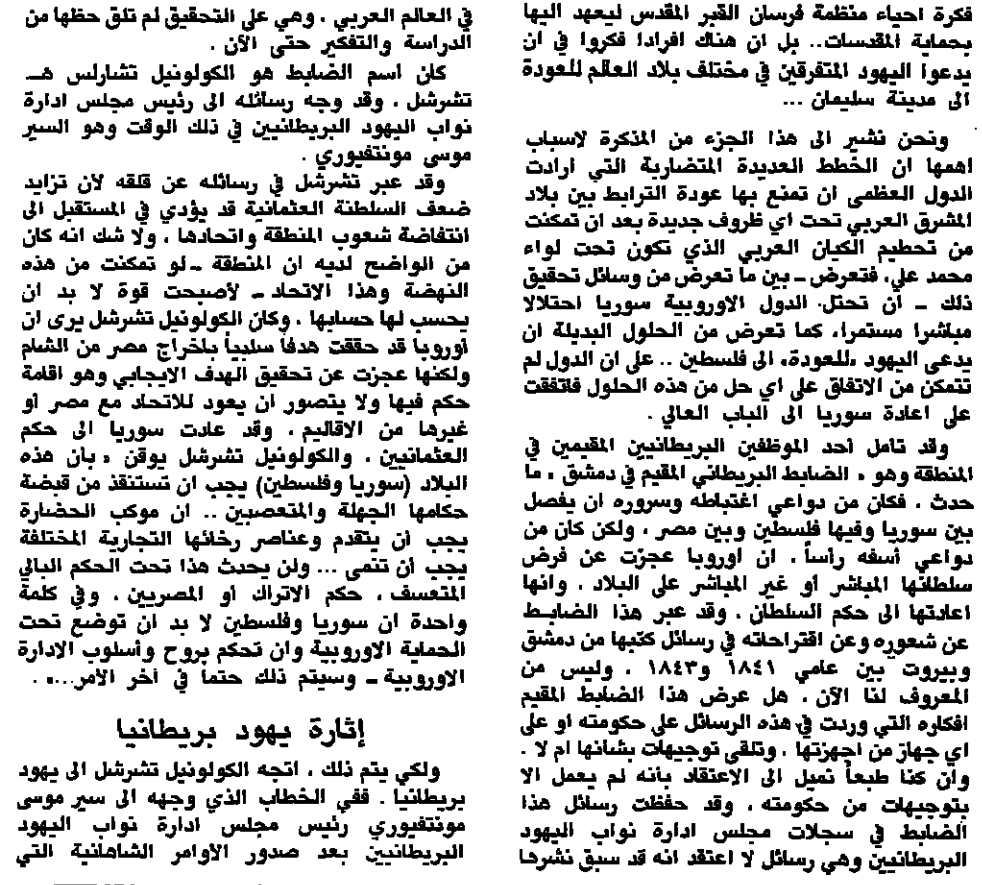 فكرة احياء منظمة فرسان القبر المقدس ليعهد اليها
بحماية المقدسات.. بل ان هناك افرادا فكروا في ان
يدعوا اليهود المتفرقين في مختلف بلاد العالم للعودة
الى مدينة سليمان ...
ونحن نشير الى هذا الجزء من المذكرة لاسباب
اهمها ان الخطط العديدة المتضاربة التي ارادت
الدول العظمى ان تمنع بها عودة الترابط بين بلاد
المشرق العربي تحت اي ظروف جديدة بعد ان تمكنت
من تحطيم الكيان العربي الذي تكون تحت لواء
محمد علي، فتعرض ـ بين ما تعرض من وسائل تحقيق
ذلك ـ أن تحتل الدول الاوروبية سوريا احتلالا
مباشرا مستمرا، كما تعرض من الحلول البديلة ان
يدعى اليهود «للعودة» الى فلسطين .. على ان الدول لم
تتمكن من الاتفاق على اي حل من هذه الحلول فاتفقت
على اعادة سوريا الى الباب العالي .
وقد تأمل أحد الموظفين البريطانيين المقيمين في
المنطقة وهو « الضابط البريطاني المقيم في دمشق » ما
حدث ، فكان من دواعي اغتباطه وسروره ان يفصل
بين سوريا وفيها فلسطين وبين مصر ، ولكن كان من
دواعي أسفه رأساً ، ان اوروبا عجزت عن فرض
سلطانها المباشر أو غير المباشر على البلاد ، وانها
اعادتها الى حكم السلطان . وقد عبر هذا الضابط
عن شعوره وعن اقتراحاته في رسائل كتبها من دمشق
وبيروت بين عامي ١٨٤١ و١٨٤٣ ، وليس من
المعروف لنا الآن ، هل عرض هذا الضابط المقيم
افكاره التي وردت في هذه الرسائل على حكومته او على
اي جهاز من اجهزتها ، وتلقى توجيهات بشأنها ام لا .
وان كنا طبعاً نميل الى الاعتقاد بأنه لم يعمل الا
بتوجيهات من حكومته . وقد حفظت رسائل هذا
الضابط في سجلات مجلس ادارة نواب اليهود
البريطانيين وهي رسائل لا اعتقد انه قد سبق نشرها
في العالم العربي ، وهي على التحقيق لم تلق حظها من
الدراسة والتفكير حتى الآن .
كان اسم الضابط هو الكولونيل تشارلس هـ
تشرشل ، وقد وجه رسائله الى رئيس مجلس ادارة
نواب اليهود البريطانيين في ذلك الوقت وهو السير
موسى مونتفيوري .
وقد عبر تشرشل في رسائله عن قلقه لأن تزايد
ضعف السلطنة العثمانية قد يؤدي في المستقبل الى
انتفاضة شعوب المنطقة واتحادها ، ولا شك انه كان
من الواضح لديه ان المنطقة ـ لو تمكنت من هذه
النهضة وهذا الاتحاد ـ لأصبحت قوة لا بد ان
يحسب لها حسابها . وكان الكولونيل تشرشل يرى ان
أوروبا قد حققت هدفا سلبياً باخراج مصر من الشام
ولكنها عجزت عن تحقيق الهدف الايجابي وهو اقامة
حكم فيها ولا يتصور ان يعود للاتحاد مع مصر أو
غيرها من الاقاليم ، وقد عادت سوريا الى حكم
العثمانيين . والكولونيل تشرشل يوقن « بأن هذه
البلاد (سوريا وفلسطين) يجب ان تستنقذ من قبضة
حكامها الجهلة والمتعصبين .. ان موكب الحضارة
يجب أن يتقدم وعناصر رخائها التجارية المختلفة
يجب أن تنمى ... ولن يحدث هذا تحت الحكم البالي
المتعسف ، حكم الاتراك أو المصريين . وفي كلمة
واحدة ان سوريا وفلسطين لا بد ان توضع تحت
الحماية الاوروبية وان تحكم بروح وأسلوب الادارة
الاوروبية ـ وسيتم ذلك حتماً في آخر الأمر...» .
إثارة يهود بريطانيا
ولكي يتم ذلك ، اتجه الكولونيل تشرشل الى يهود
بريطانيا . ففي الخطاب الذي وجهه الى سير موسى
مونتفيوري رئيس مجلس ادارة نواب اليهود
البريطانيين بعد صدور الأوامر الشاهانية التي